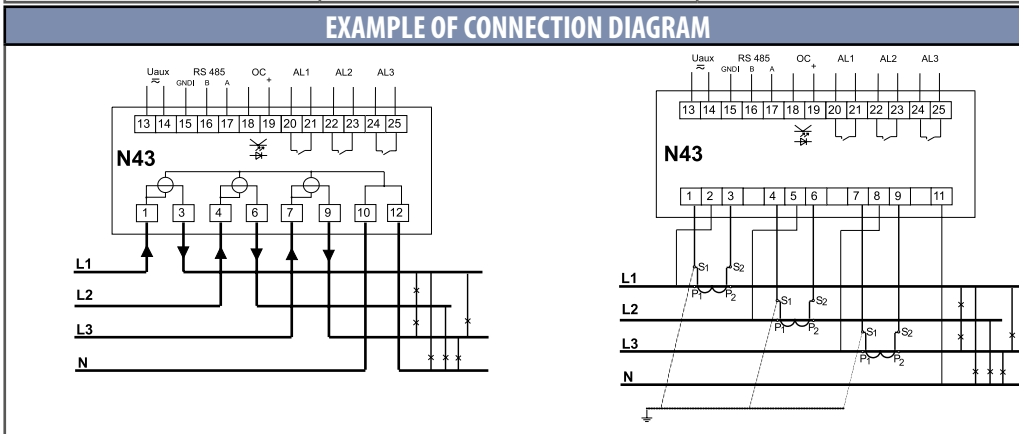 EXAMPLE OF CONNECTION DIAGRAM
Uaux RS 485 OC AL1 AL2 AL3
≂ GNDI B A +
13 14 15 16 17 18 19 20 21 22 23 24 25
N43
1 3 4 6 7 9 10 12
L1
L2
L3
N
Uaux RS 485 OC AL1 AL2 AL3
≂ GNDI B A +
13 14 15 16 17 18 19 20 21 22 23 24 25
N43
1 2 3 4 5 6 7 8 9 11
S1 S2
L1
P1 P2
S1 S2
L2
P1 P2
S1 S2
L3
P1 P2
N